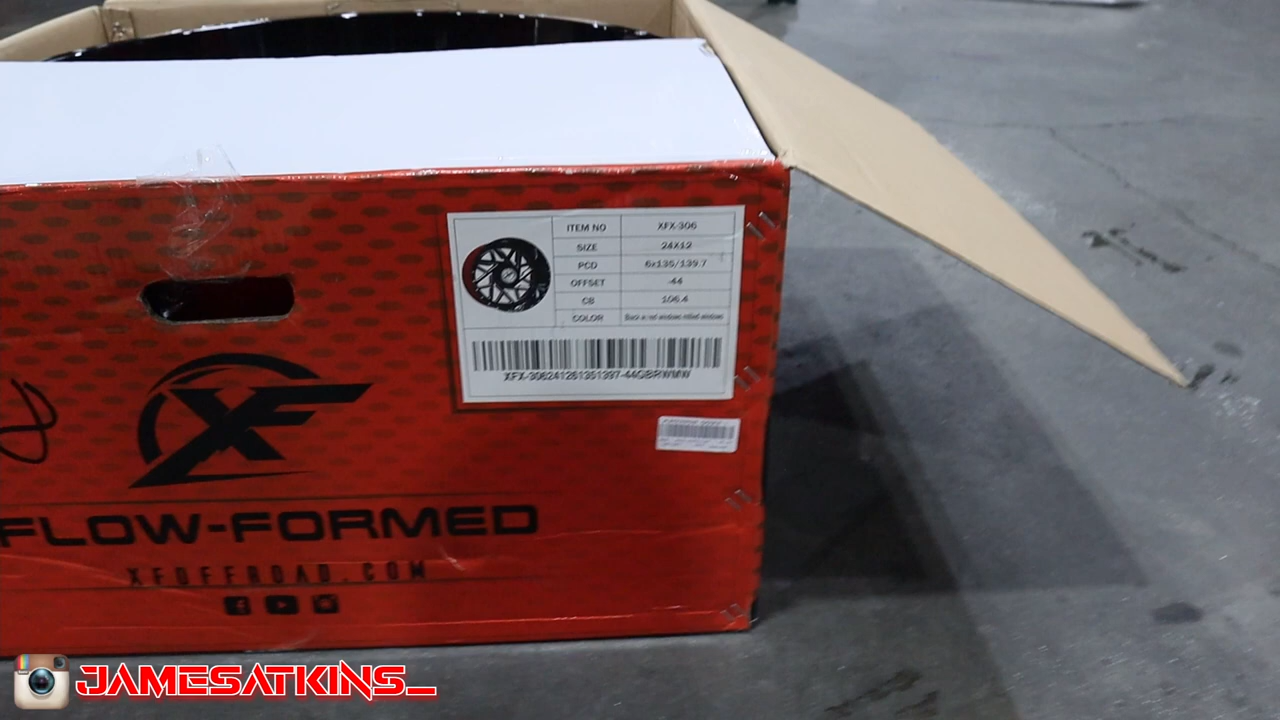 ITEM NO XFX-306
SIZE 24X12
PCD 6x135/139.7
OFFSET -44
CB 106.4
COLOR
XF
FLOW-FORMED
XFOFFROAD.COM
JAMESATKINS_